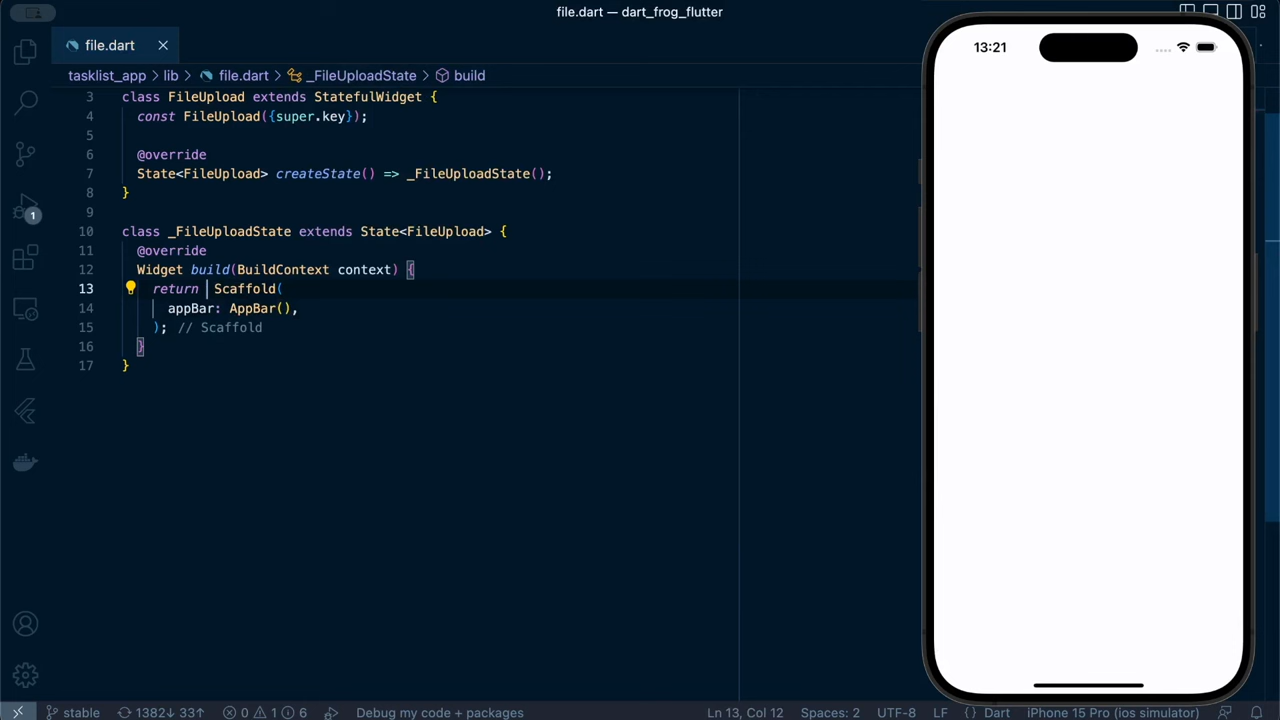 file.dart — dart_frog_flutter
file.dart
tasklist_app > lib > file.dart > _FileUploadState > build
3 class FileUpload extends StatefulWidget {
4 const FileUpload({super.key});
5
6 @override
7 State<FileUpload> createState() => _FileUploadState();
8 }
9
10 class _FileUploadState extends State<FileUpload> {
11 @override
12 Widget build(BuildContext context) {
13 return Scaffold(
14 appBar: AppBar(),
15 ); // Scaffold
16 }
17 }
1
13:21
stable 1382↓ 33↑ 0 1 6 Debug my code + packages Ln 13, Col 12 Spaces: 2 UTF-8 LF {} Dart iPhone 15 Pro (ios simulator)